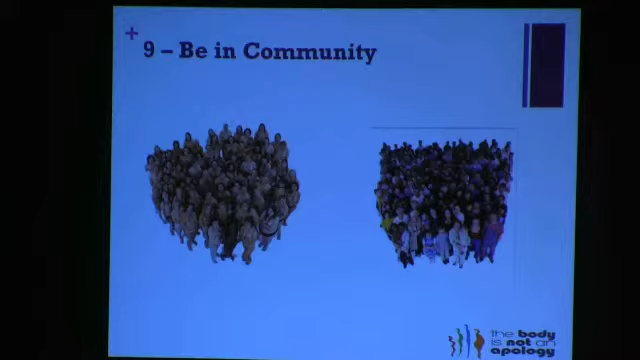 +
9 – Be in Community
the body
is not an
apology